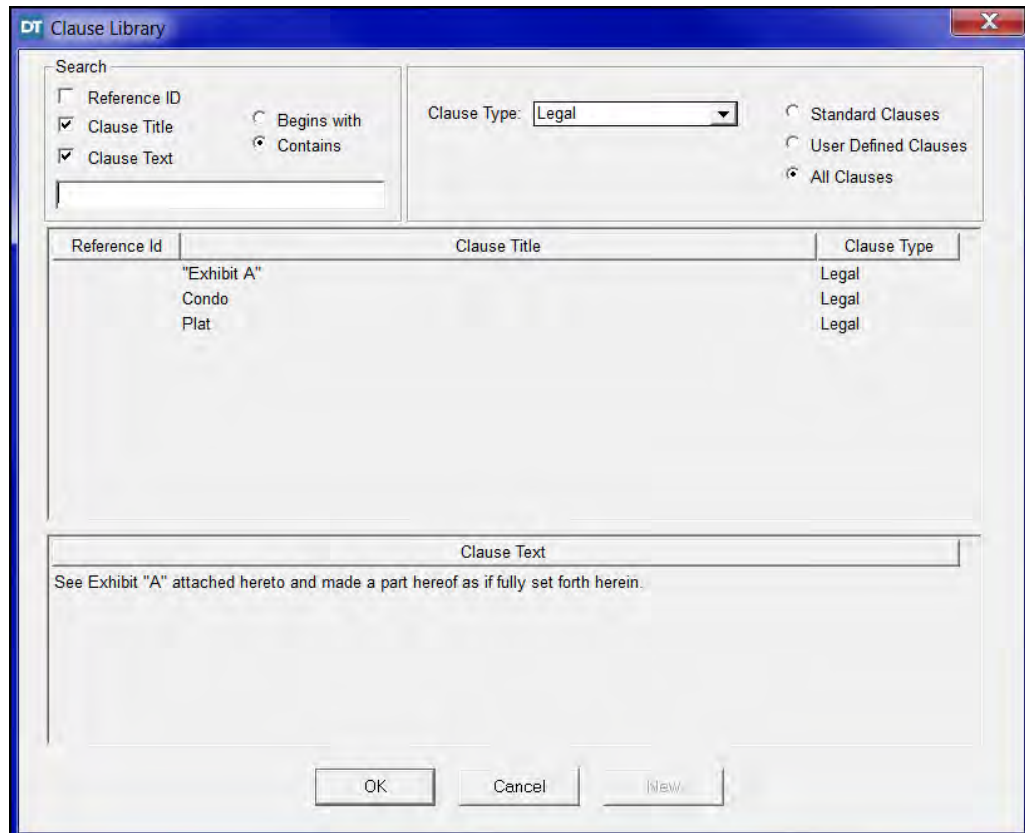 DT Clause Library
X
Search
Reference ID
Clause Title
Clause Text
Begins with
Contains
Clause Type: Legal
Standard Clauses
User Defined Clauses
All Clauses
Reference Id Clause Title Clause Type
"Exhibit A" Legal
Condo Legal
Plat Legal
Clause Text
See Exhibit "A" attached hereto and made a part hereof as if fully set forth herein.
OK Cancel New